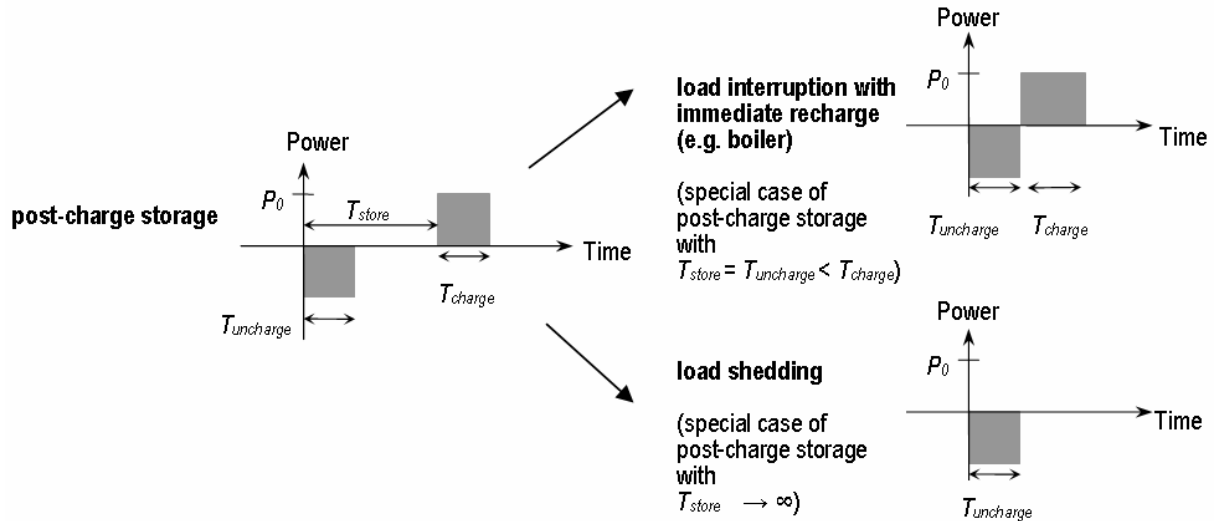 post-charge storage
Power
P0
Tstore
Time
Tcharge
Tuncharge
load interruption with
immediate recharge
(e.g. boiler)
(special case of
post-charge storage
with
Tstore = Tuncharge < Tcharge)
Power
P0
Time
Tuncharge
Tcharge
load shedding
(special case of
post-charge storage
with
Tstore → ∞)
Power
P0
Time
Tuncharge